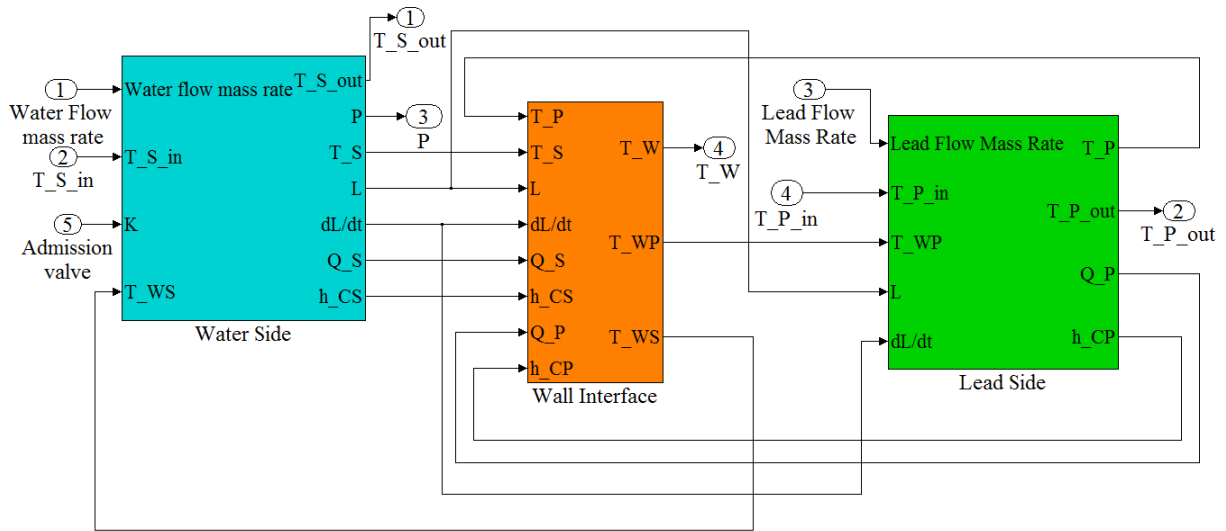 1
T_S_out
1
Water Flow
mass rate
2
T_S_in
5
Admission
valve
Water flow mass rate
T_S_in
K
T_WS
T_S_out
P
T_S
L
dL/dt
Q_S
h_CS
Water Side
3
P
T_P
T_S
L
dL/dt
Q_S
h_CS
Q_P
h_CP
T_W
T_WP
T_WS
Wall Interface
4
T_W
3
Lead Flow
Mass Rate
4
T_P_in
Lead Flow Mass Rate
T_P_in
T_WP
L
dL/dt
T_P
T_P_out
Q_P
h_CP
Lead Side
2
T_P_out